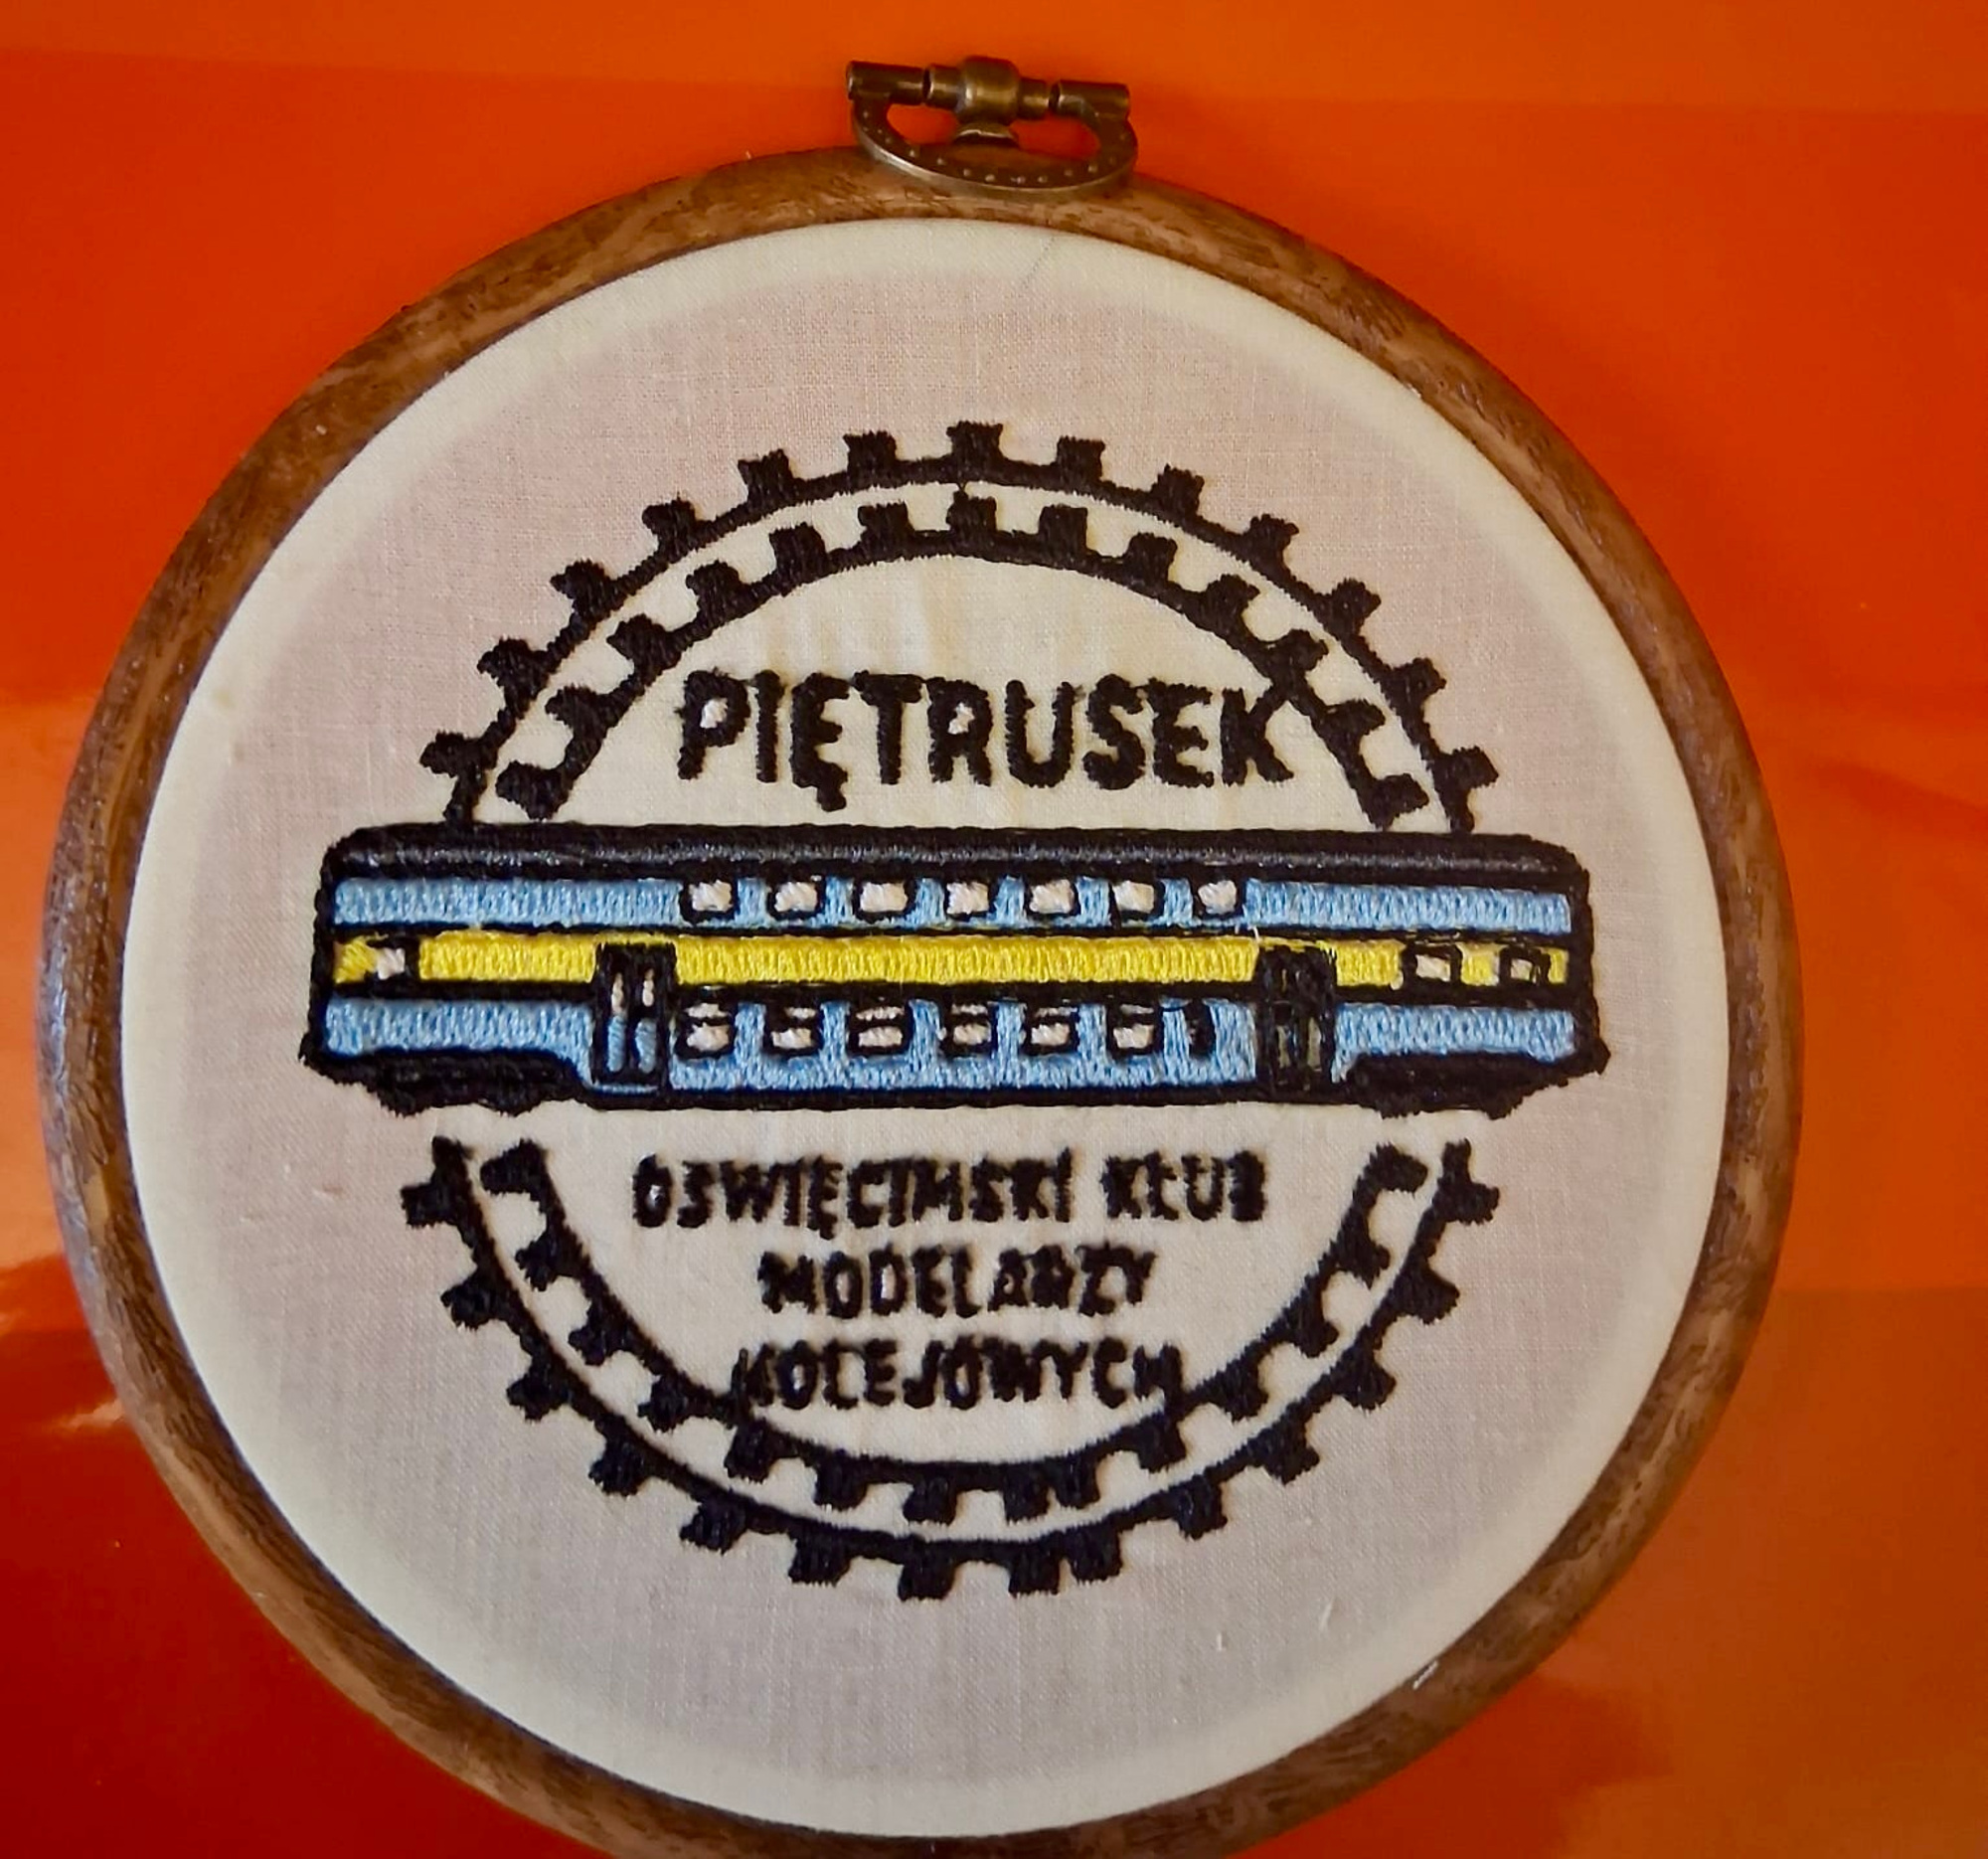 PIĘTRUSEK
OŚWIĘCIMSKI KLUB
MODELARZY
KOLEJOWYCH